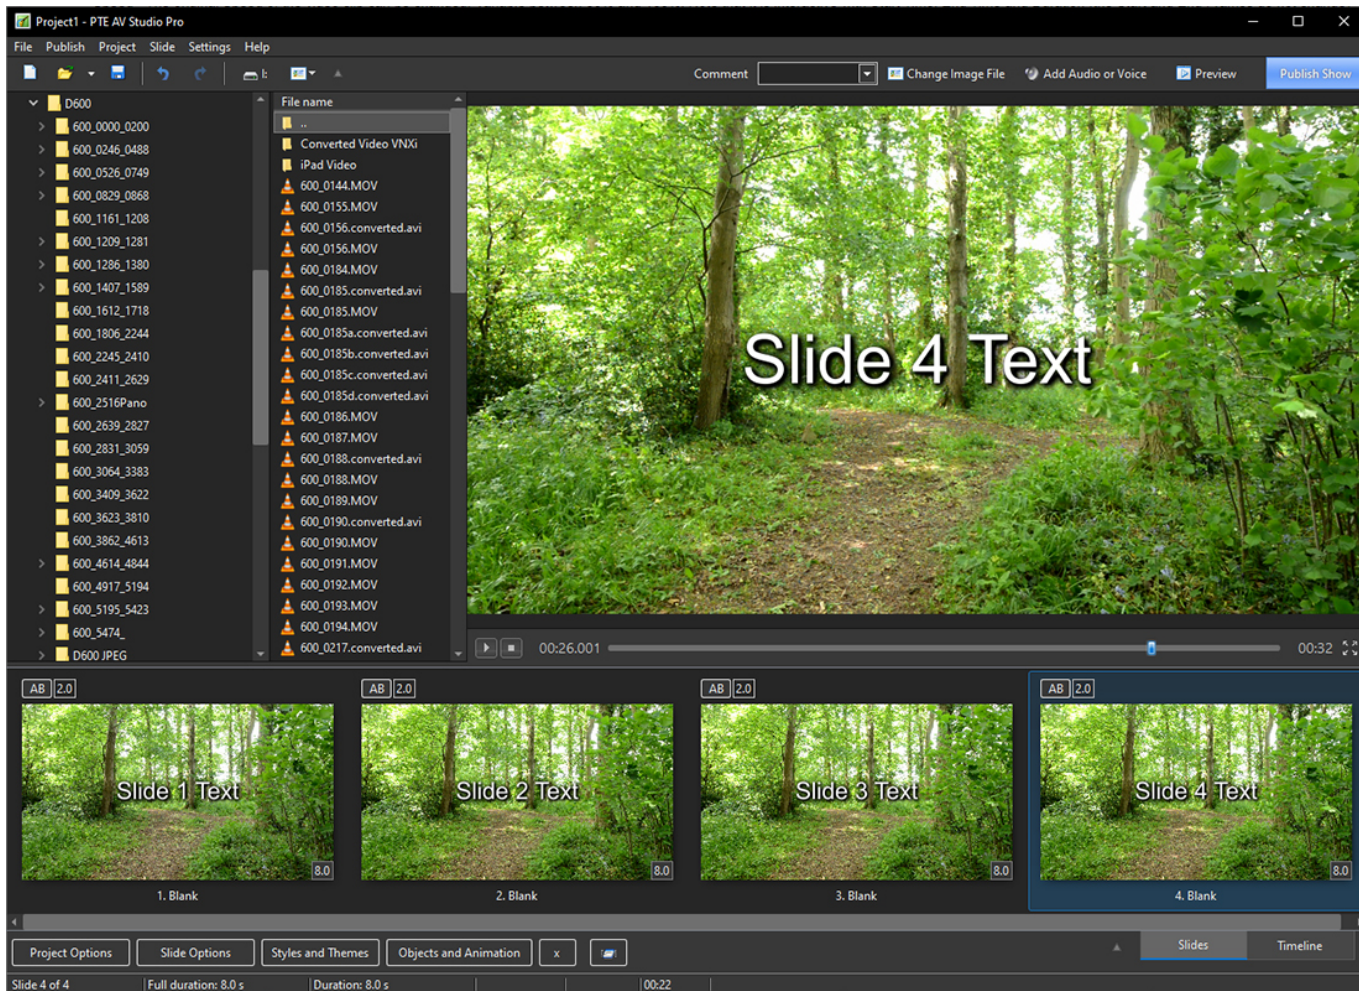 Project1 - PTE AV Studio Pro
File Publish Project Slide Settings Help
I: Comment Change Image File Add Audio or Voice Preview Publish Show
D600
600_0000_0200
600_0246_0488
600_0526_0749
600_0829_0868
600_1161_1208
600_1209_1281
600_1286_1380
600_1407_1589
600_1612_1718
600_1806_2244
600_2245_2410
600_2411_2629
600_2516Pano
600_2639_2827
600_2831_3059
600_3064_3383
600_3409_3622
600_3623_3810
600_3862_4613
600_4614_4844
600_4917_5194
600_5195_5423
600_5474_
D600 JPEG
File name
..
Converted Video VNXi
iPad Video
600_0144.MOV
600_0155.MOV
600_0156.converted.avi
600_0156.MOV
600_0184.MOV
600_0185.converted.avi
600_0185.MOV
600_0185a.converted.avi
600_0185b.converted.avi
600_0185c.converted.avi
600_0185d.converted.avi
600_0186.MOV
600_0187.MOV
600_0188.converted.avi
600_0188.MOV
600_0189.MOV
600_0190.converted.avi
600_0190.MOV
600_0191.MOV
600_0192.MOV
600_0193.MOV
600_0194.MOV
600_0217.converted.avi
Slide 4 Text
00:26.001 00:32
AB 2.0
Slide 1 Text
8.0
1. Blank
AB 2.0
Slide 2 Text
8.0
2. Blank
AB 2.0
Slide 3 Text
8.0
3. Blank
AB 2.0
Slide 4 Text
8.0
4. Blank
Project Options Slide Options Styles and Themes Objects and Animation x Slides Timeline
Slide 4 of 4 Full duration: 8.0 s Duration: 8.0 s 00:22